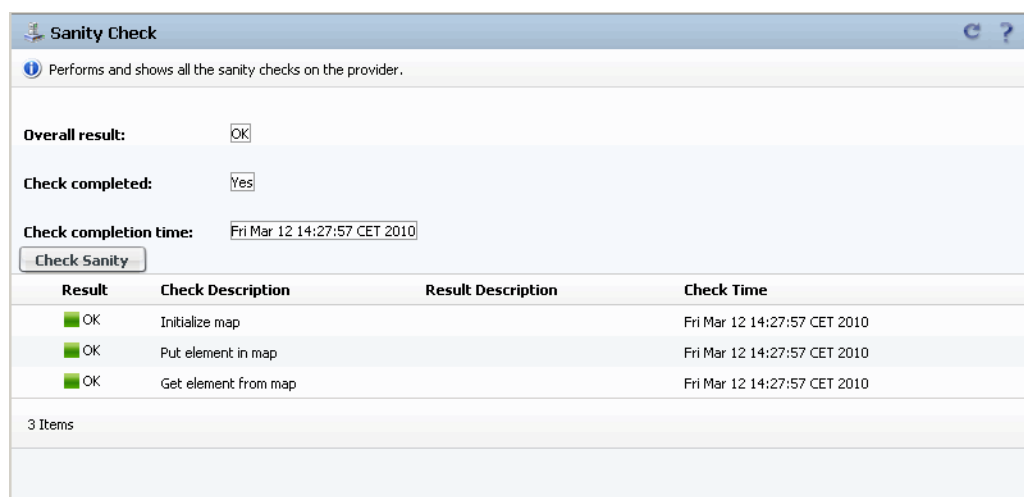 Sanity Check
Performs and shows all the sanity checks on the provider.
Overall result: OK
Check completed: Yes
Check completion time: Fri Mar 12 14:27:57 CET 2010
Check Sanity
Result Check Description Result Description Check Time
OK Initialize map Fri Mar 12 14:27:57 CET 2010
OK Put element in map Fri Mar 12 14:27:57 CET 2010
OK Get element from map Fri Mar 12 14:27:57 CET 2010
3 Items